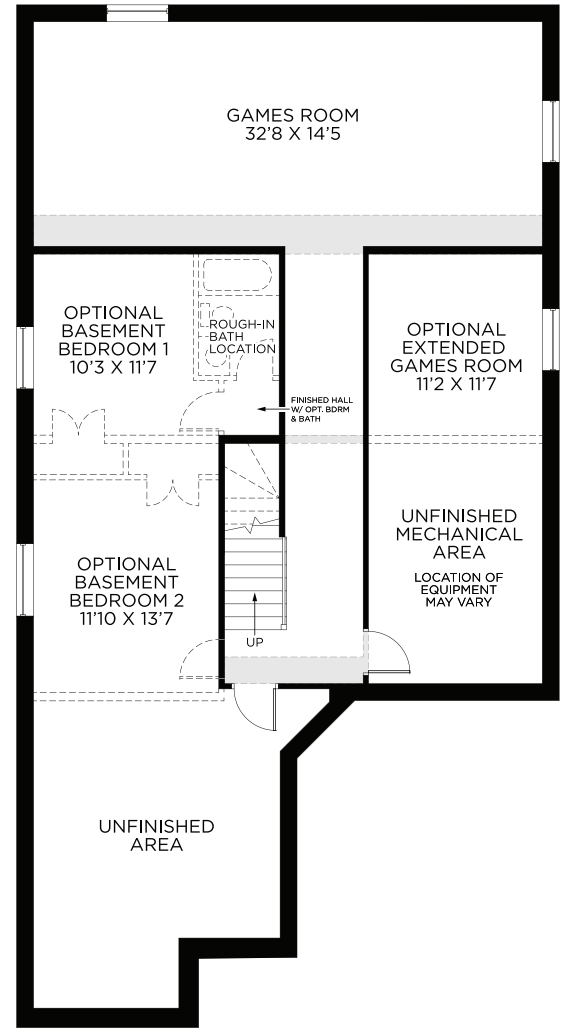 GAMES ROOM
32'8 X 14'5
OPTIONAL
BASEMENT
BEDROOM 1
10'3 X 11'7
ROUGH-IN
BATH
LOCATION
OPTIONAL
EXTENDED
GAMES ROOM
11'2 X 11'7
FINISHED HALL
W/ OPT. BDRM
& BATH
UNFINISHED
MECHANICAL
AREA
LOCATION OF
EQUIPMENT
MAY VARY
OPTIONAL
BASEMENT
BEDROOM 2
11'10 X 13'7
UP
UNFINISHED
AREA